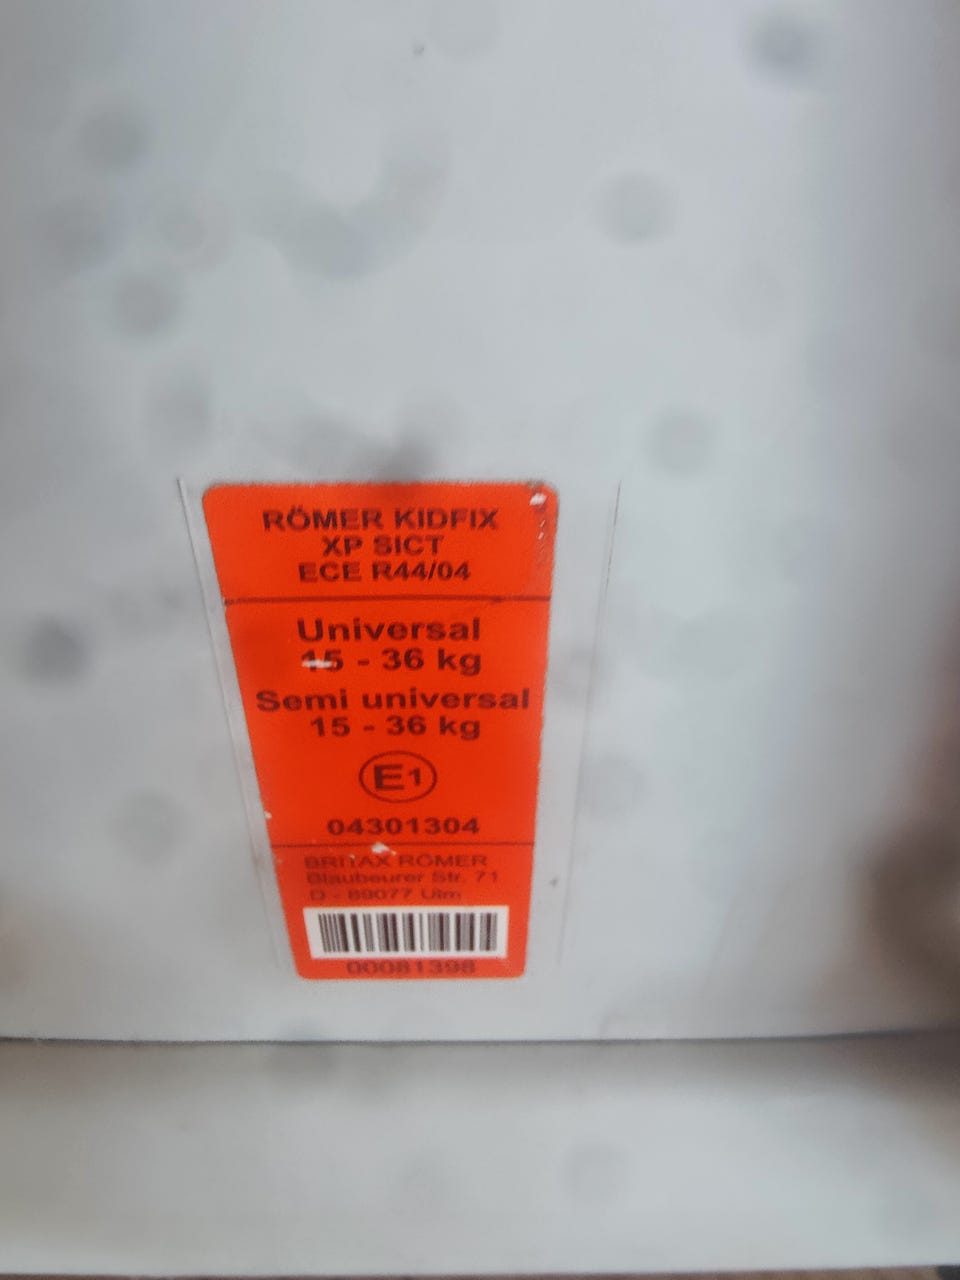 RÖMER KIDFIX
XP SICT
ECE R44/04
Universal
15 - 36 kg
Semi universal
15 - 36 kg
E1
04301304
BRITAX RÖMER
Blaubeurer Str. 71
D - 89077 Ulm
00081398